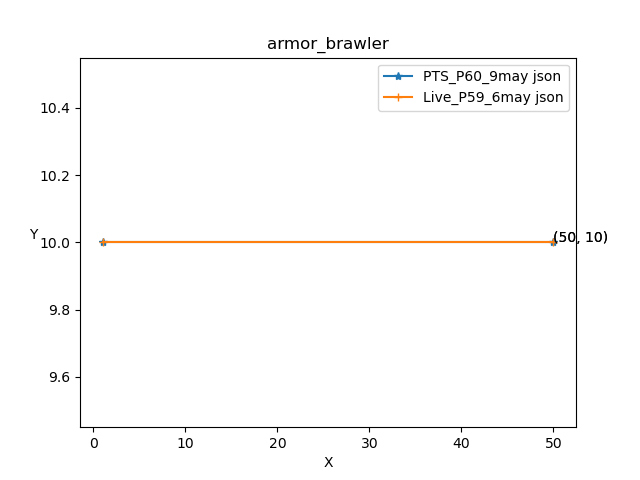 armor_brawler
PTS_P60_9may json
Live_P59_6may json
10.4
10.2
Y
10.0
(50, 10)
9.8
9.6
0 10 20 30 40 50
X